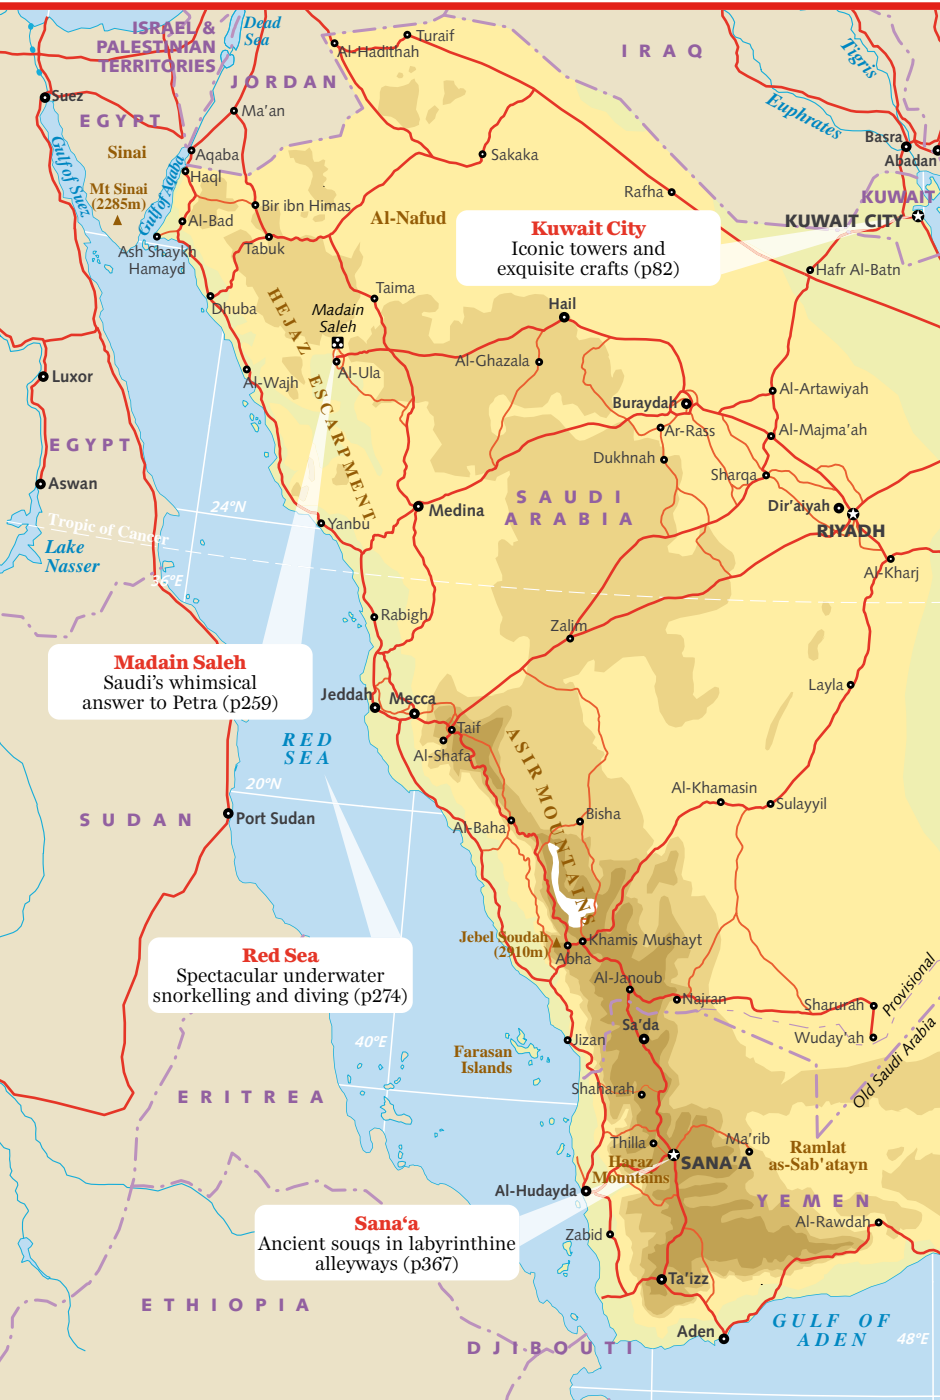 ISRAEL &
PALESTINIAN
TERRITORIES
Dead
Sea
Al-Hadithah
Turaif
IRAQ
Tigris
JORDAN
Suez
EGYPT
Ma'an
Euphrates
Basra
Abadan
Sinai
Gulf of Suez
Gulf of Aqaba
Aqaba
Haql
Sakaka
Mt Sinai
(2285m)
Rafha
KUWAIT
Al-Bad
Bir ibn Himas
Al-Nafud
KUWAIT CITY
Kuwait City
Iconic towers and
exquisite crafts (p82)
Ash Shaykh
Hamayd
Tabuk
Hafr Al-Batn
Dhuba
HEJAZ ESCARPMENT
Taima
Madain
Saleh
Hail
Luxor
Al-Wajh
Al-Ula
Al-Ghazala
Al-Artawiyah
Buraydah
EGYPT
Ar-Rass
Al-Majma'ah
Dukhnah
Sharqa
Aswan
24°N
Yanbu
Medina
SAUDI
ARABIA
Dir'aiyah
RIYADH
Tropic of Cancer
Lake
Nasser
36°E
Al-Kharj
Rabigh
Zalim
Madain Saleh
Saudi's whimsical
answer to Petra (p259)
Layla
Jeddah
Mecca
Taif
Al-Shafa
RED
SEA
ASIR MOUNTAINS
20°N
Al-Khamasin
Sulayyil
SUDAN
Port Sudan
Al-Baha
Bisha
Red Sea
Spectacular underwater
snorkelling and diving (p274)
Jebel Soudah
(2910m)
Khamis Mushayt
Abha
Al-Janoub
Najran
Sharurah
Provisional
Sa'da
Wuday'ah
Old Saudi Arabia
40°E
Farasan
Islands
Jizan
ERITREA
Shaharah
Thilla
Ma'rib
SANA'A
Haraz
Mountains
Ramlat
as-Sab'atayn
Al-Hudayda
YEMEN
Sana‘a
Ancient souqs in labyrinthine
alleyways (p367)
Zabid
Al-Rawdah
Ta'izz
ETHIOPIA
DJIBOUTI
Aden
GULF OF
ADEN
48°E